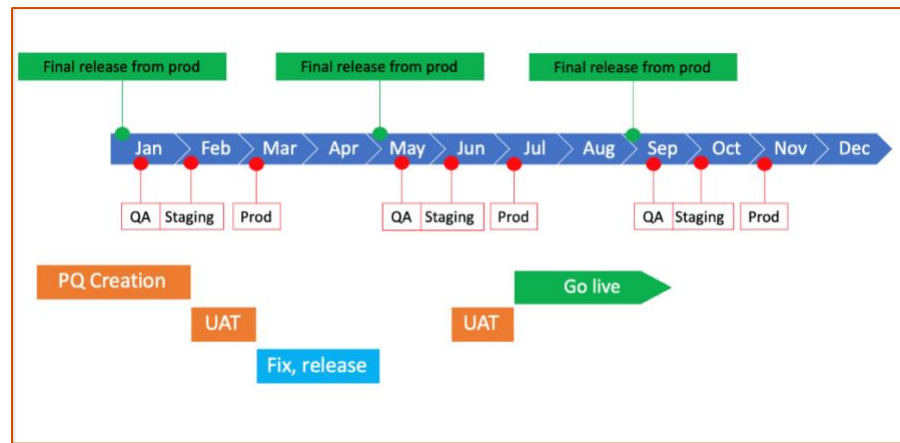 Final release from prod Final release from prod Final release from prod
Jan Feb Mar Apr May Jun Jul Aug Sep Oct Nov Dec
QA Staging Prod QA Staging Prod QA Staging Prod
PQ Creation Go live
UAT UAT
Fix, release